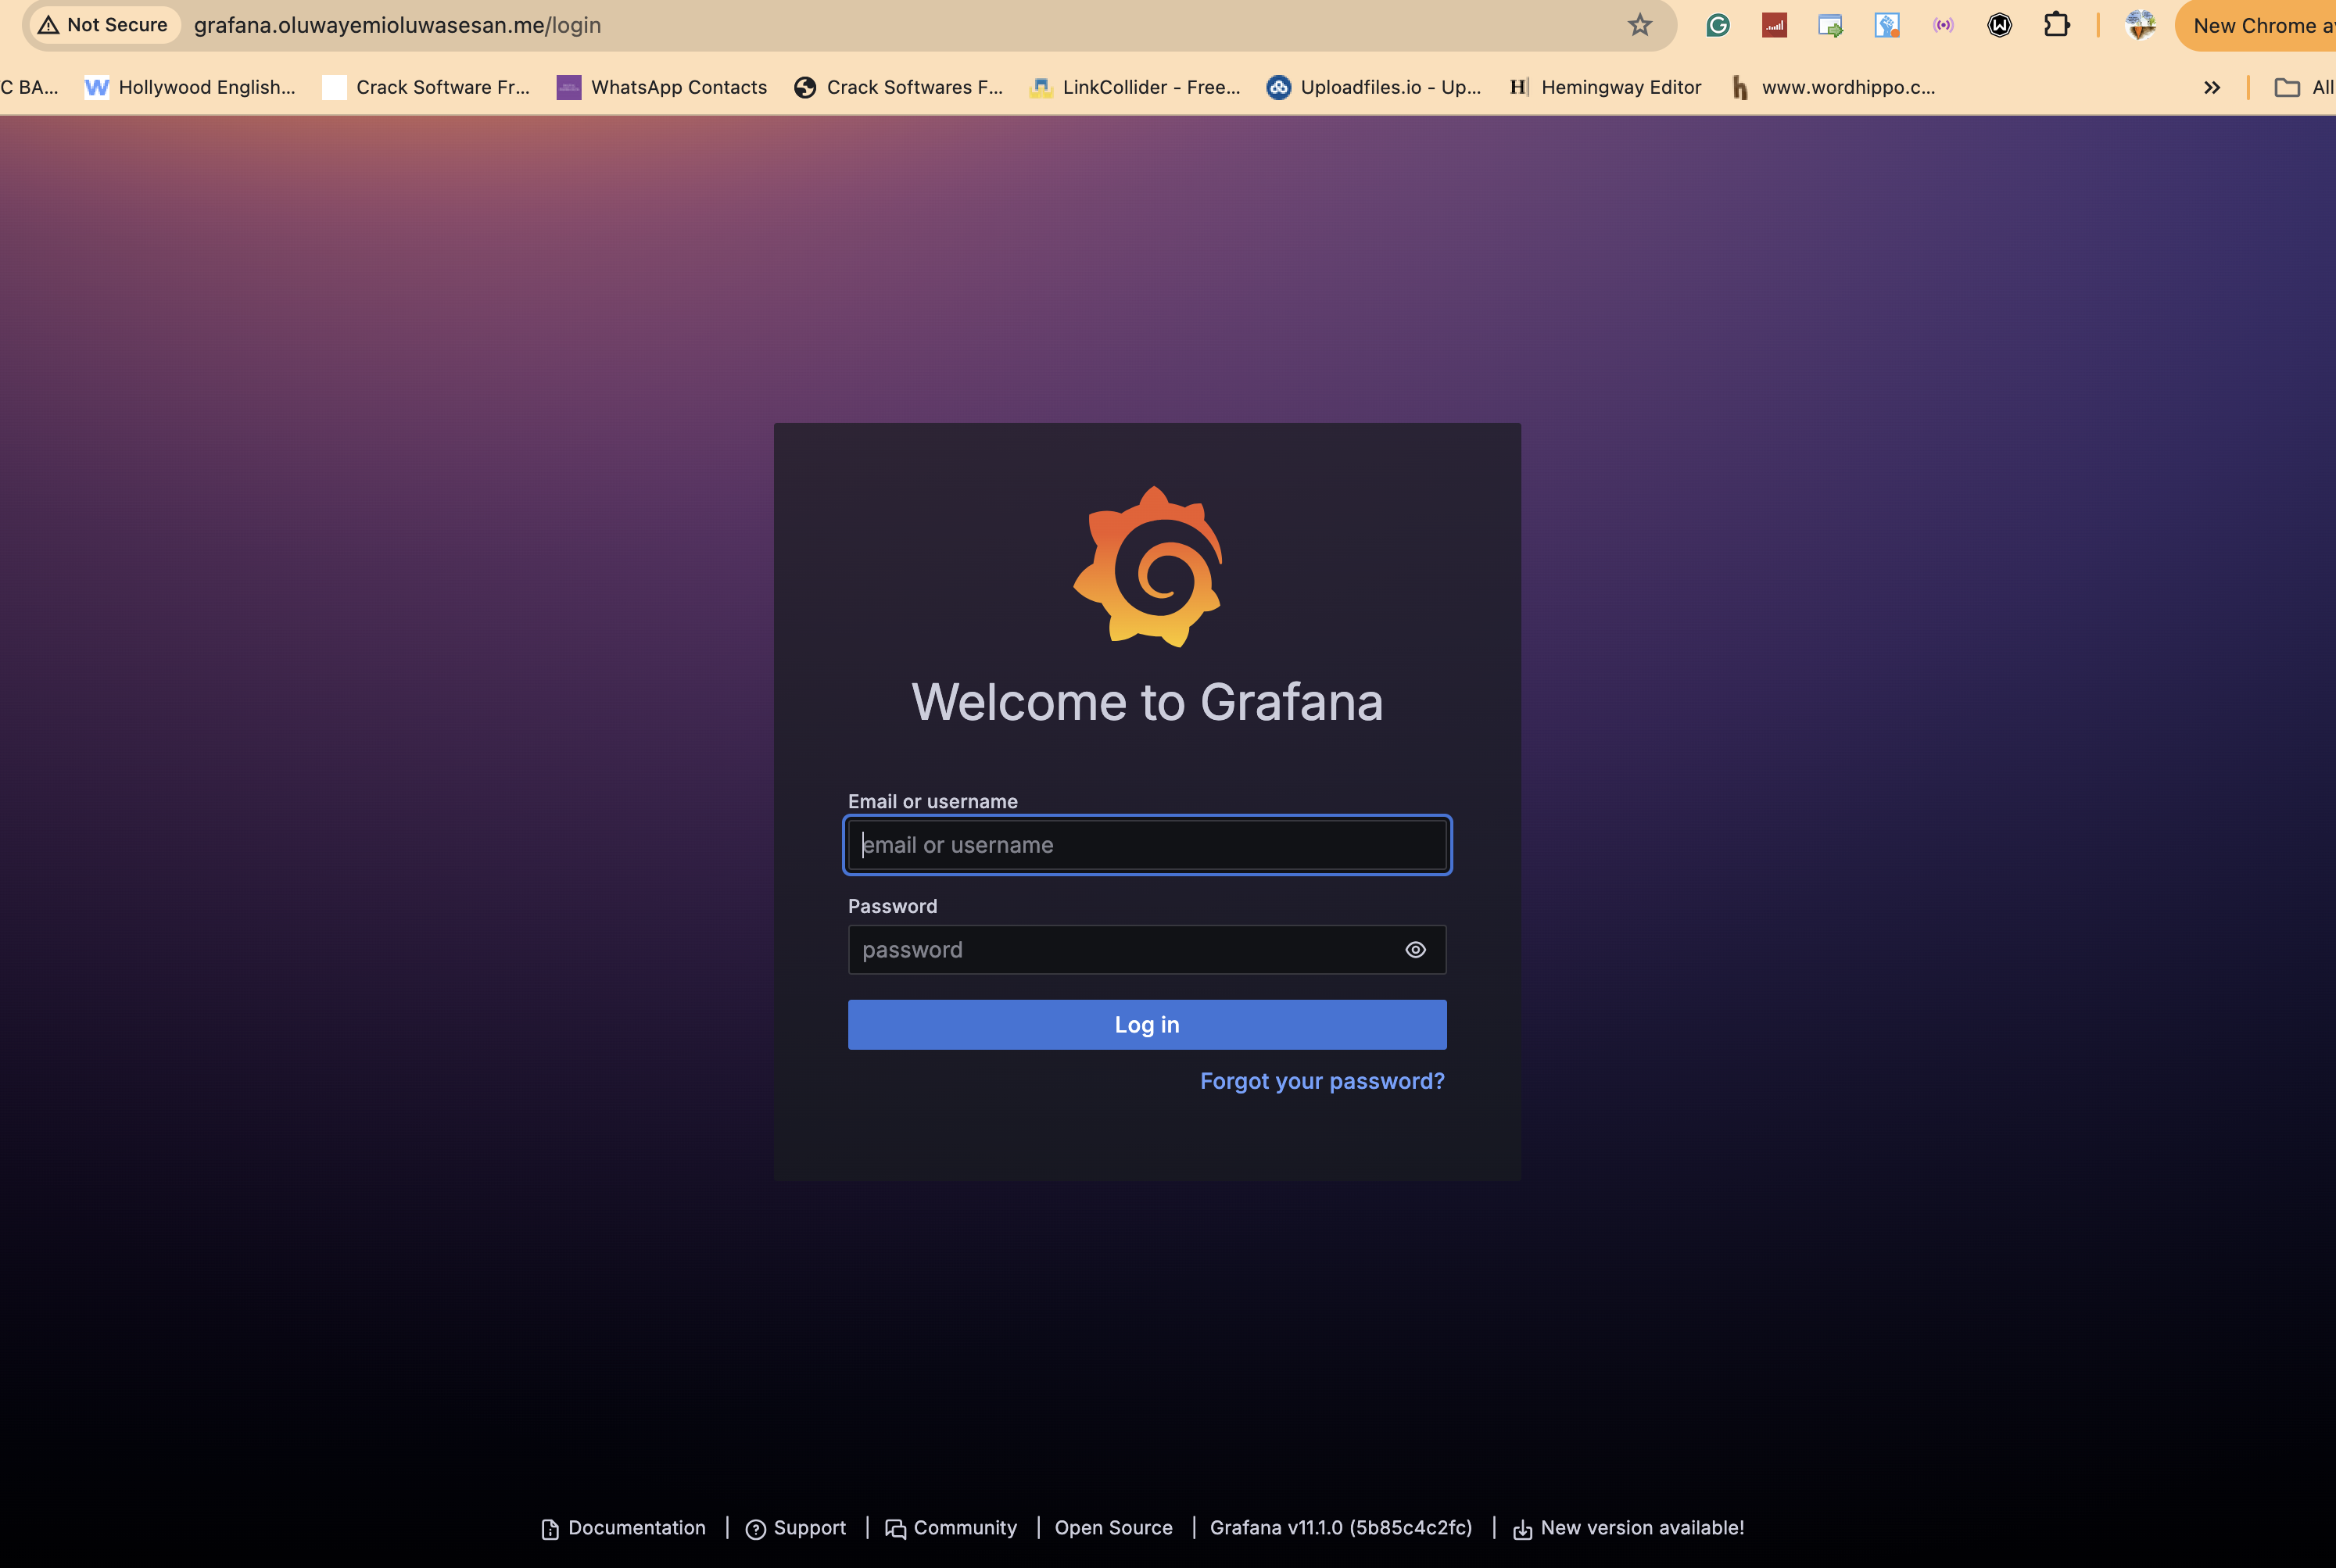 Not Secure grafana.oluwayemioluwasesan.me/login New Chrome av
C BA... Hollywood English... Crack Software Fr... WhatsApp Contacts Crack Softwares F... LinkCollider - Free... Uploadfiles.io - Up... Hemingway Editor www.wordhippo.c... All
Welcome to Grafana
Email or username
email or username
Password
password
Log in
Forgot your password?
Documentation | Support | Community | Open Source | Grafana v11.1.0 (5b85c4c2fc) | New version available!